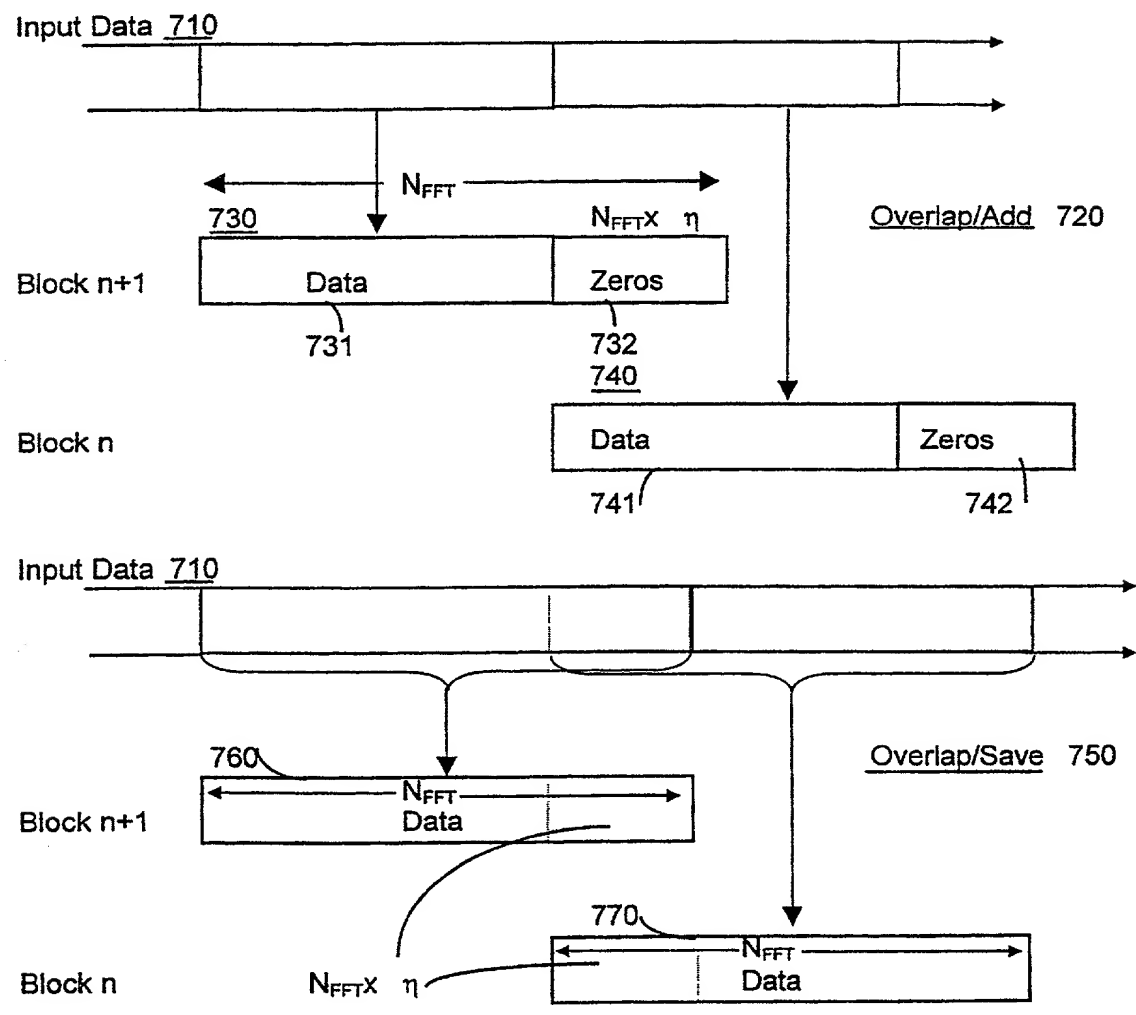 Input Data 710
N_FFT
730
N_FFT x η
Overlap/Add 720
Block n+1
Data
Zeros
731
732
740
Block n
Data
Zeros
741
742
Input Data 710
760
Overlap/Save 750
N_FFT
Block n+1
Data
770
N_FFT
Block n
N_FFT x η
Data